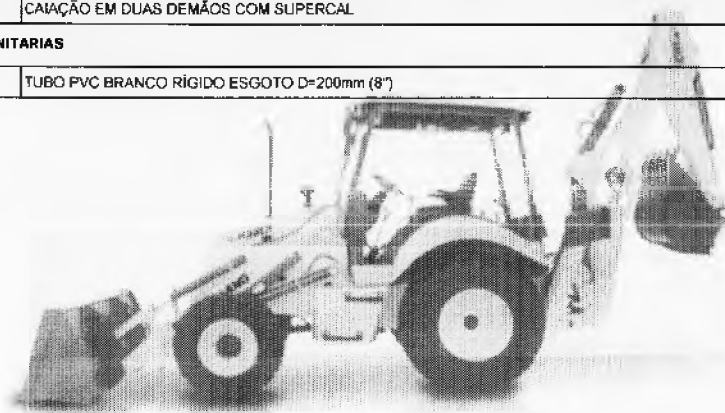 CAIAÇÃO EM DUAS DEMÃOS COM SUPERCAL
NITARIAS
TUBO PVC BRANCO RÍGIDO ESGOTO D=200mm (8")